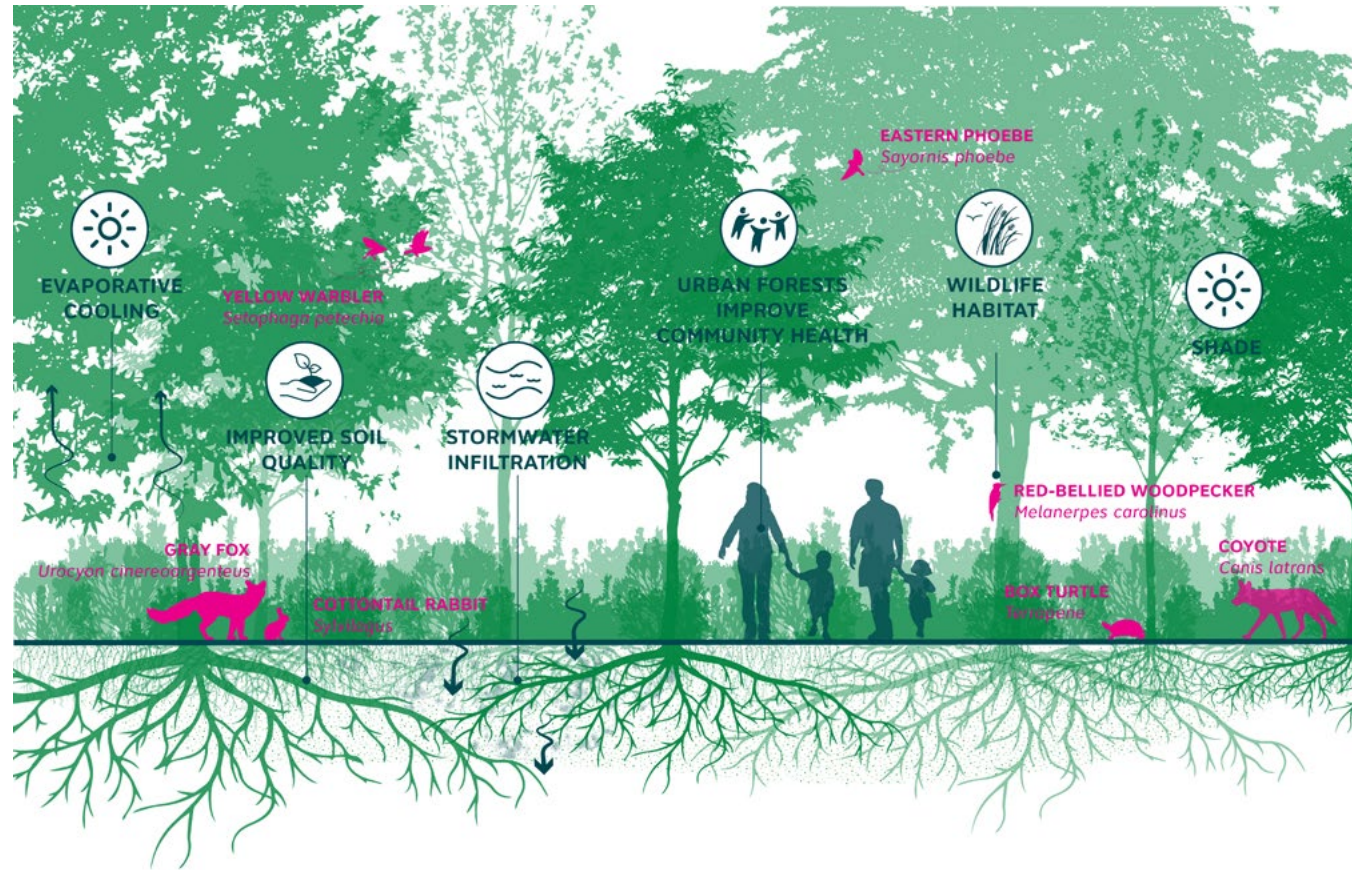 EASTERN PHOEBE
Sayornis phoebe
EVAPORATIVE
COOLING
YELLOW WARBLER
Setophaga petechia
URBAN FORESTS
IMPROVE
COMMUNITY HEALTH
WILDLIFE
HABITAT
SHADE
IMPROVED SOIL
QUALITY
STORMWATER
INFILTRATION
RED-BELLIED WOODPECKER
Melanerpes carolinus
GRAY FOX
Urocyon cinereoargenteus
COYOTE
Canis latrans
COTTONTAIL RABBIT
Sylvilagus
BOX TURTLE
Terrapene